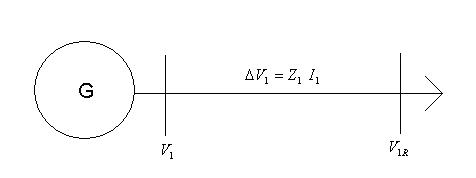 ΔV₁ = Z₁ I₁
G
V₁
V₁ᵣ